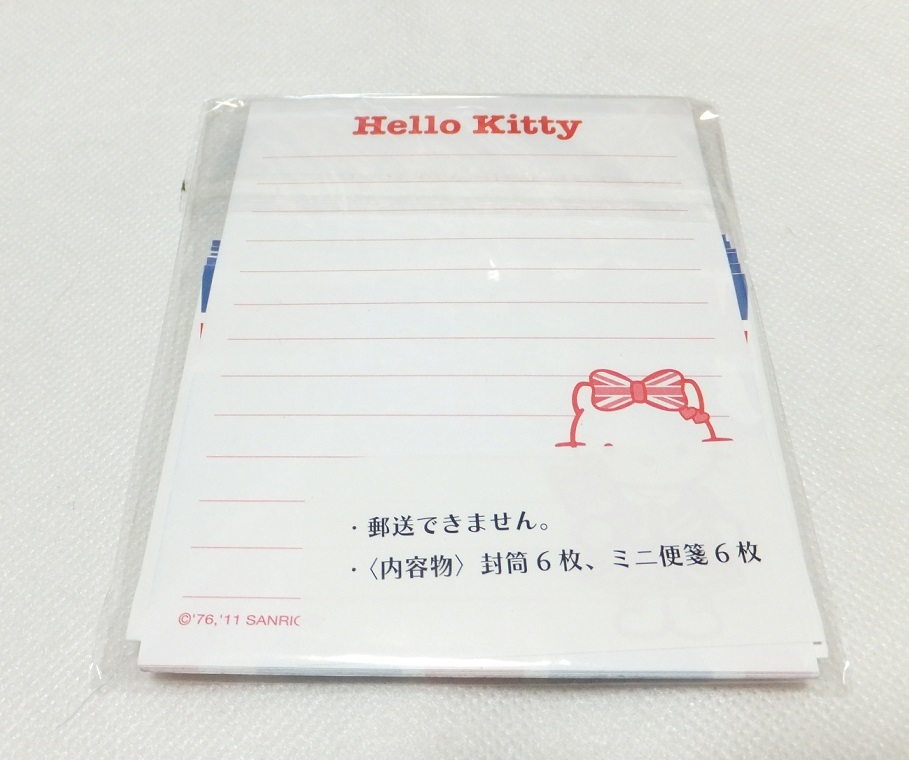 Hello Kitty
・郵送できません。
・〈内容物〉封筒6枚、ミニ便箋6枚
©'76,'11 SANRIO